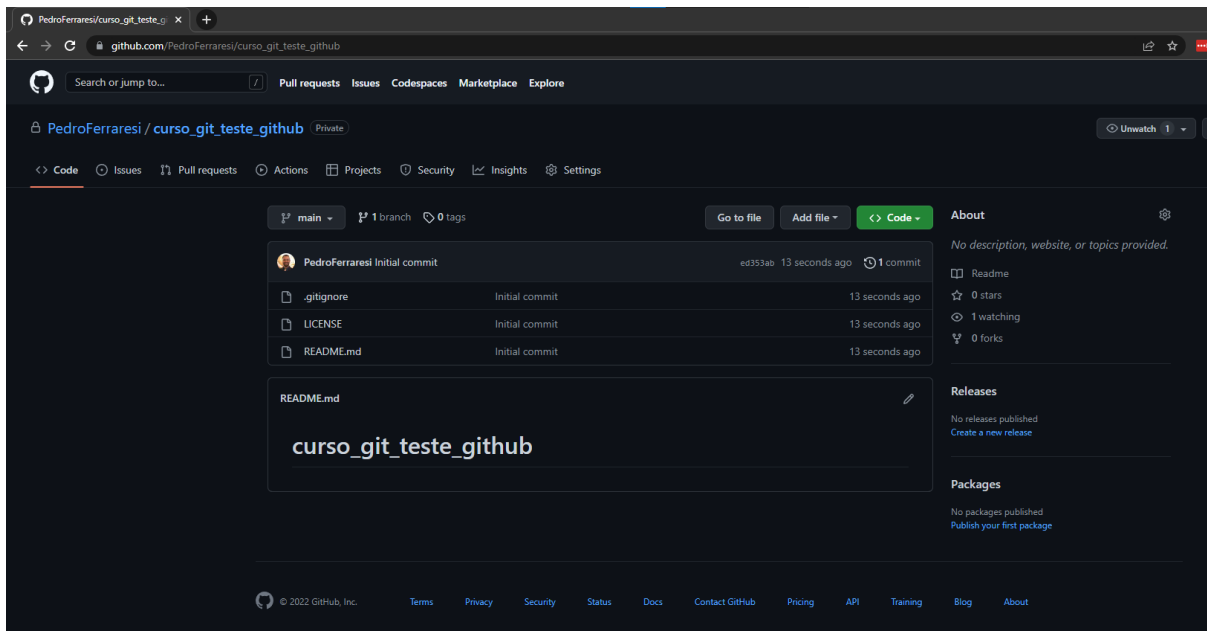 PedroFerraresi/curso_git_teste_gi
github.com/PedroFerraresi/curso_git_teste_github
Search or jump to... /
Pull requests Issues Codespaces Marketplace Explore
PedroFerraresi / curso_git_teste_github Private
Unwatch 1
Code Issues Pull requests Actions Projects Security Insights Settings
main 1 branch 0 tags Go to file Add file Code
PedroFerraresi Initial commit ed353ab 13 seconds ago 1 commit
.gitignore Initial commit 13 seconds ago
LICENSE Initial commit 13 seconds ago
README.md Initial commit 13 seconds ago
README.md
curso_git_teste_github
About
No description, website, or topics provided.
Readme
0 stars
1 watching
0 forks
Releases
No releases published
Create a new release
Packages
No packages published
Publish your first package
© 2022 GitHub, Inc. Terms Privacy Security Status Docs Contact GitHub Pricing API Training Blog About